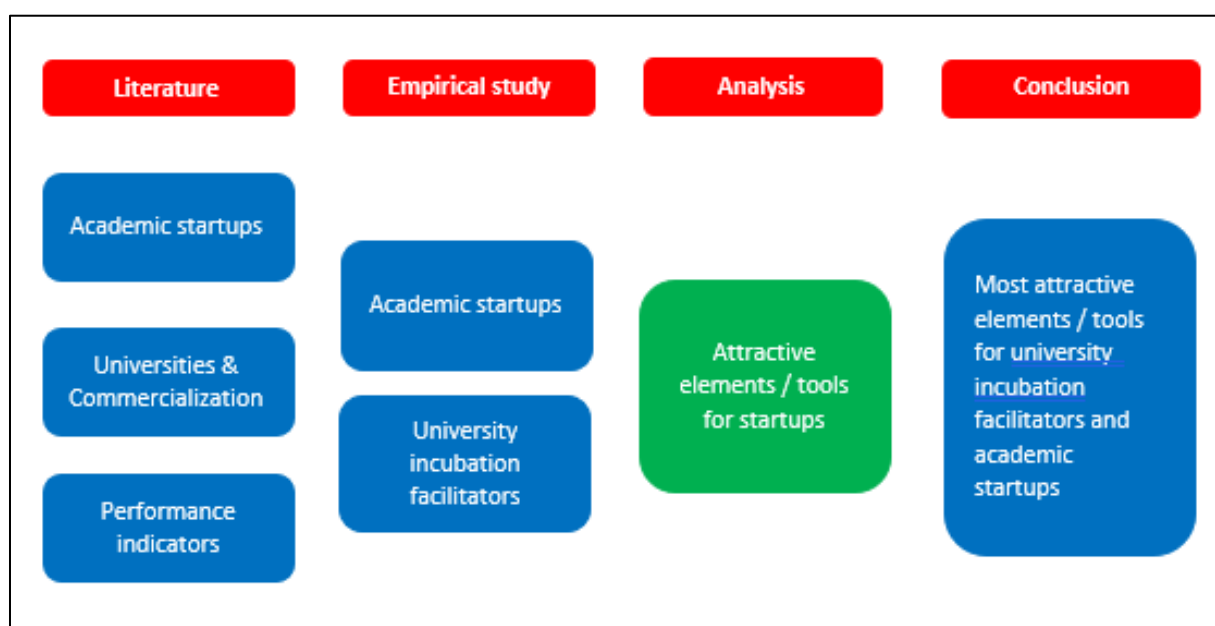 Literature
Empirical study
Analysis
Conclusion
Academic startups
Universities &
Commercialization
Performance
indicators
Academic startups
University
incubation
facilitators
Attractive
elements / tools
for startups
Most attractive
elements / tools
for university
incubation
facilitators and
academic
startups